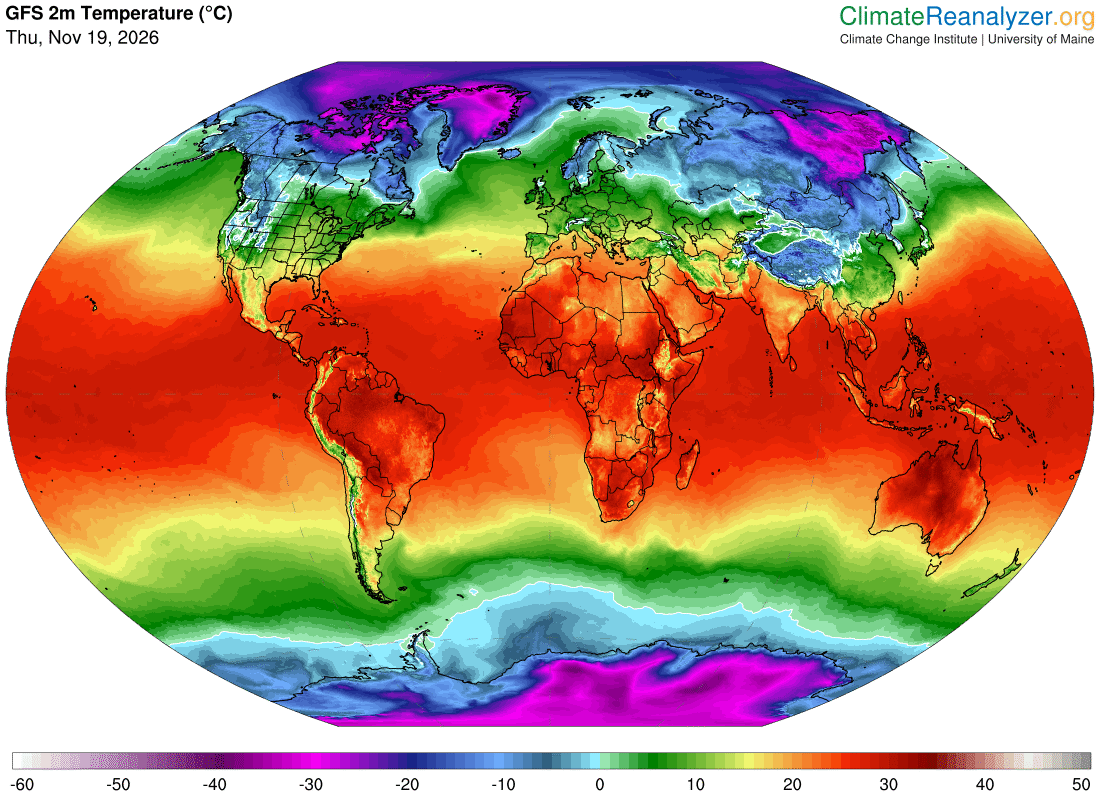 GFS 2m Temperature (°C)
Thu, Nov 19, 2026
ClimateReanalyzer.org
Climate Change Institute | University of Maine
-60 -50 -40 -30 -20 -10 0 10 20 30 40 50